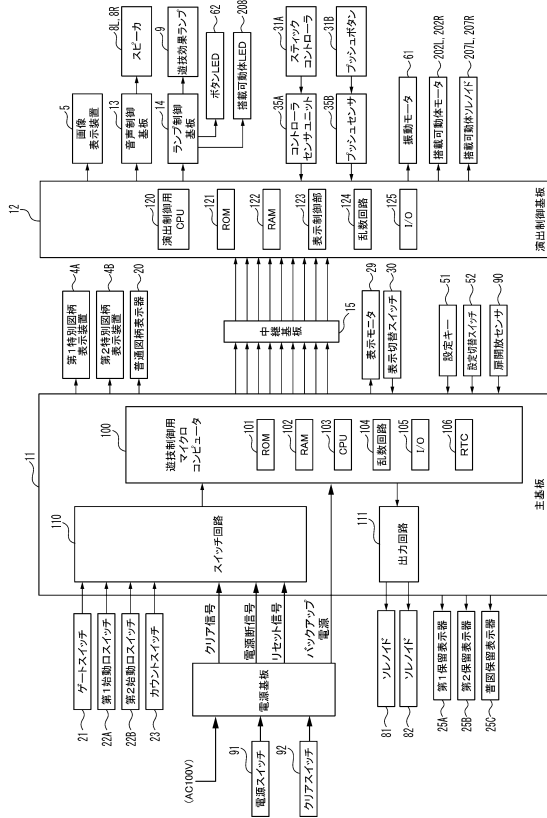 11
主基板
100
遊技制御用
マイクロ
コンピュータ
101
ROM
102
RAM
103
CPU
104
乱数回路
105
I/O
106
RTC
110
スイッチ回路
111
出力回路
21
ゲートスイッチ
22A
第1始動口スイッチ
22B
第2始動口スイッチ
23
カウントスイッチ
クリア信号
電源断信号
リセット信号
バックアップ
電源
電源基板
(AC100V)
91
電源スイッチ
92
クリアスイッチ
81
ソレノイド
82
ソレノイド
25A
第1保留表示器
25B
第2保留表示器
25C
普図保留表示器
4A
第1特別図柄
表示装置
4B
第2特別図柄
表示装置
20
普通図柄表示器
中継
基板
15
29
表示モニタ
30
表示切替スイッチ
51
設定キー
52
設定切替スイッチ
90
扉開放センサ
12
演出制御基板
120
演出制御用
CPU
121
ROM
122
RAM
123
表示制御部
124
乱数回路
125
I/O
5
画像
表示装置
13
音声制御
基板
8L, 8R
スピーカ
14
ランプ制御
基板
9
遊技効果ランプ
62
ボタンLED
208
搭載可動体LED
31A
スティック
コントローラ
35A
コントローラ
センサユニット
31B
プッシュボタン
35B
プッシュセンサ
61
振動モータ
202L, 202R
搭載可動体モータ
207L, 207R
搭載可動体ソレノイド